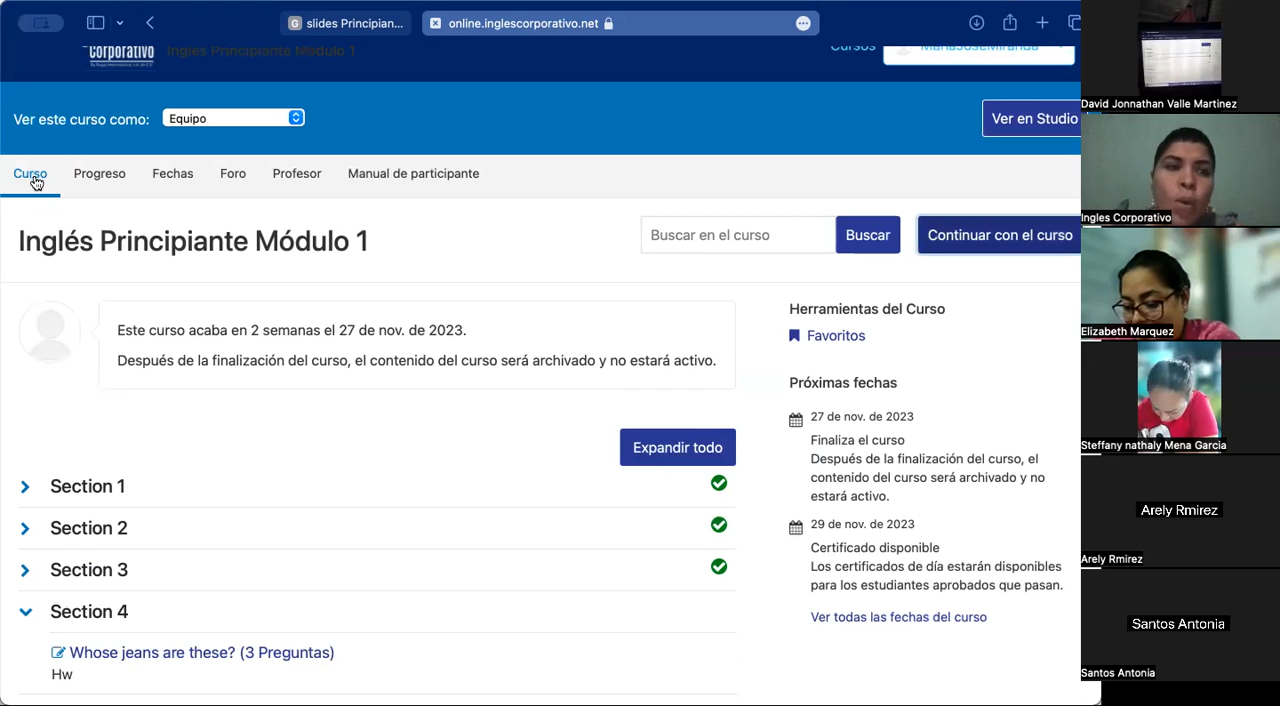 slides Principian...
online.inglescorporativo.net
corporativo
Inglés Principiante Módulo 1
Cursos
MariaJoseMiranda
Ver este curso como:
Equipo
Ver en Studio
Curso
Progreso
Fechas
Foro
Profesor
Manual de participante
Inglés Principiante Módulo 1
Buscar en el curso
Buscar
Continuar con el curso
Este curso acaba en 2 semanas el 27 de nov. de 2023.
Después de la finalización del curso, el contenido del curso será archivado y no estará activo.
Expandir todo
Section 1
Section 2
Section 3
Section 4
Whose jeans are these? (3 Preguntas)
Hw
Herramientas del Curso
Favoritos
Próximas fechas
27 de nov. de 2023
Finaliza el curso
Después de la finalización del curso, el
contenido del curso será archivado y no
estará activo.
29 de nov. de 2023
Certificado disponible
Los certificados de día estarán disponibles
para los estudiantes aprobados que pasan.
Ver todas las fechas del curso
David Jonnathan Valle Martinez
Ingles Corporativo
Elizabeth Marquez
Steffany nathaly Mena Garcia
Arely Rmirez
Arely Rmirez
Santos Antonia
Santos Antonia